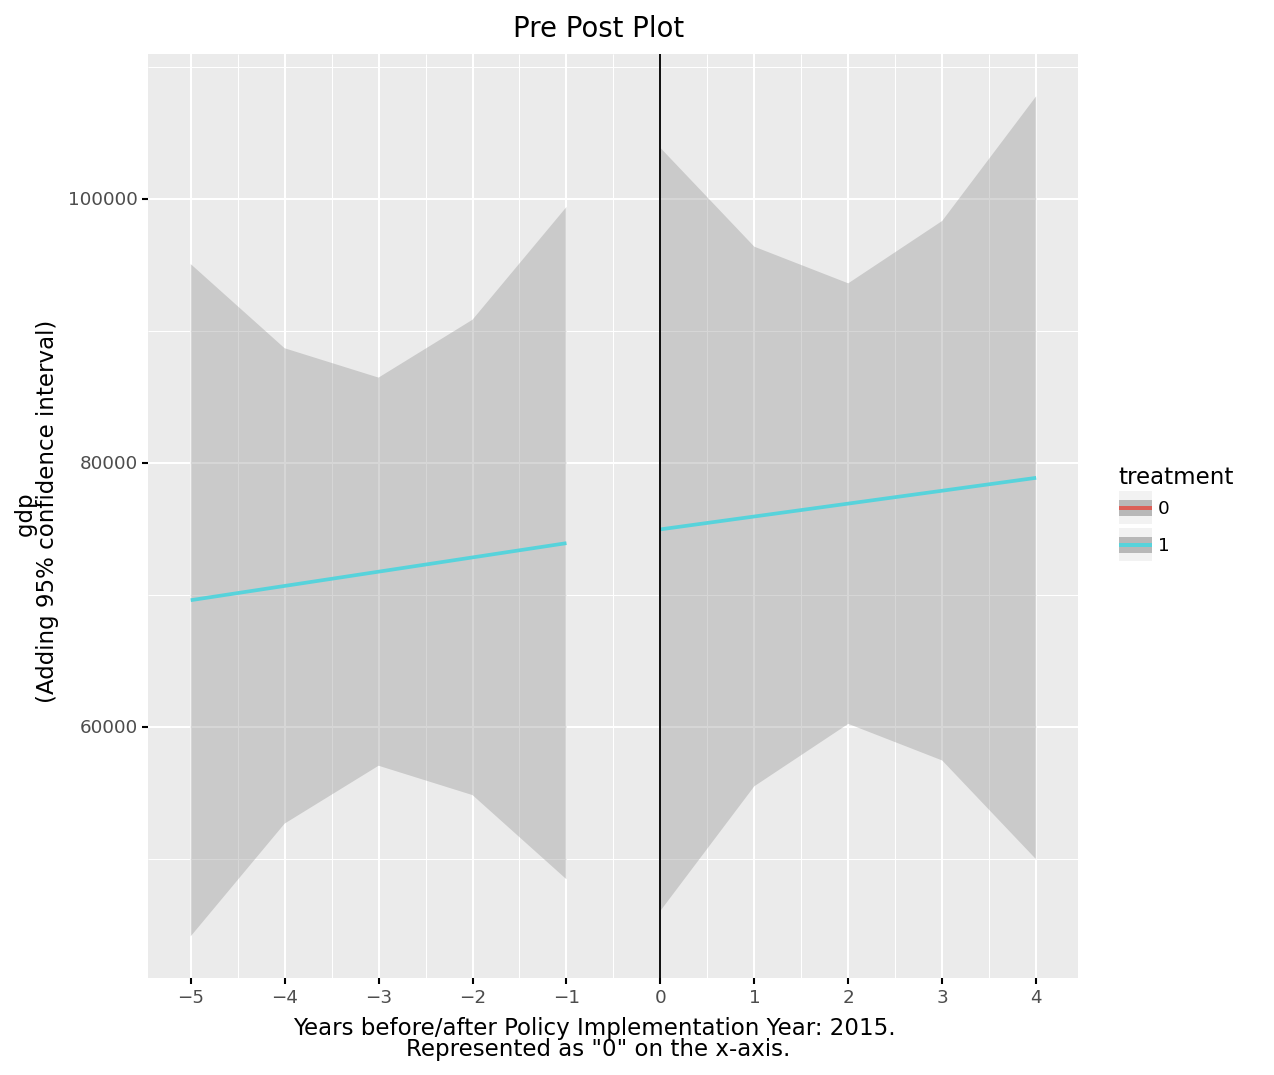 Pre Post Plot
100000
80000
60000
gdp
(Adding 95% confidence interval)
−5 −4 −3 −2 −1 0 1 2 3 4
Years before/after Policy Implementation Year: 2015.
Represented as "0" on the x-axis.
treatment
0
1